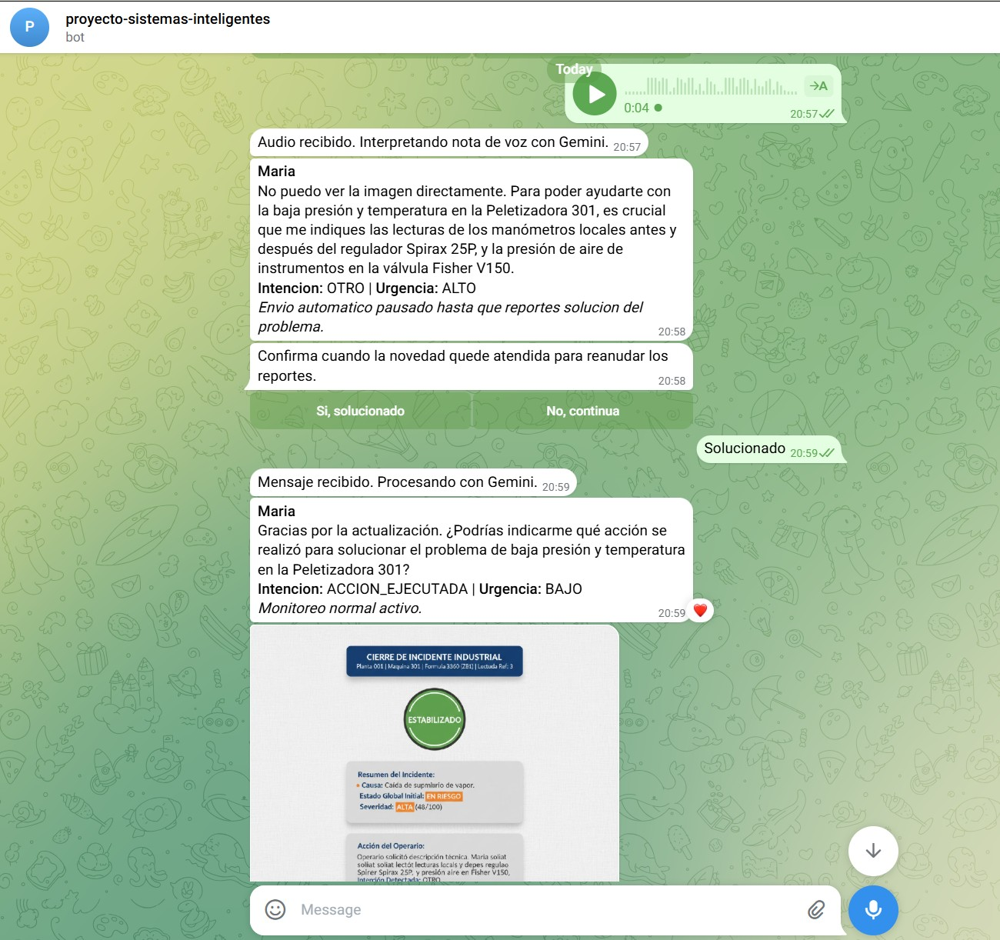 P
proyecto-sistemas-inteligentes
bot
Today
0:04
→A
20:57
Audio recibido. Interpretando nota de voz con Gemini. 20:57
Maria
No puedo ver la imagen directamente. Para poder ayudarte con
la baja presión y temperatura en la Peletizadora 301, es crucial
que me indiques las lecturas de los manómetros locales antes y
después del regulador Spirax 25P, y la presión de aire de
instrumentos en la válvula Fisher V150.
Intencion: OTRO | Urgencia: ALTO
Envio automatico pausado hasta que reportes solucion del
problema. 20:58
Confirma cuando la novedad quede atendida para reanudar los
reportes. 20:58
Si, solucionado
No, continua
Solucionado 20:59
Mensaje recibido. Procesando con Gemini. 20:59
Maria
Gracias por la actualización. ¿Podrías indicarme qué acción se
realizó para solucionar el problema de baja presión y temperatura
en la Peletizadora 301?
Intencion: ACCION_EJECUTADA | Urgencia: BAJO
Monitoreo normal activo. 20:59
CIERRE DE INCIDENTE INDUSTRIAL
Planta 001 | Maquina 301 | Formula 3360 (ZB1) | Lectuda Ref: 3
ESTABILIZADO
Resumen del Incidente:
Causa: Caída de supmlurio de vapor.
Estado Global Initial: EN RIESGO
Severidad: ALTA (48/100)
Acción del Operario:
Operario solicitó descripción técnica. Maria soliat
soliat soliat lectót lecturas locals y depes regulao
Spirer Spirax 25P, y presión aire en Fisher V150,
Intención Detectada: OTRO
Message